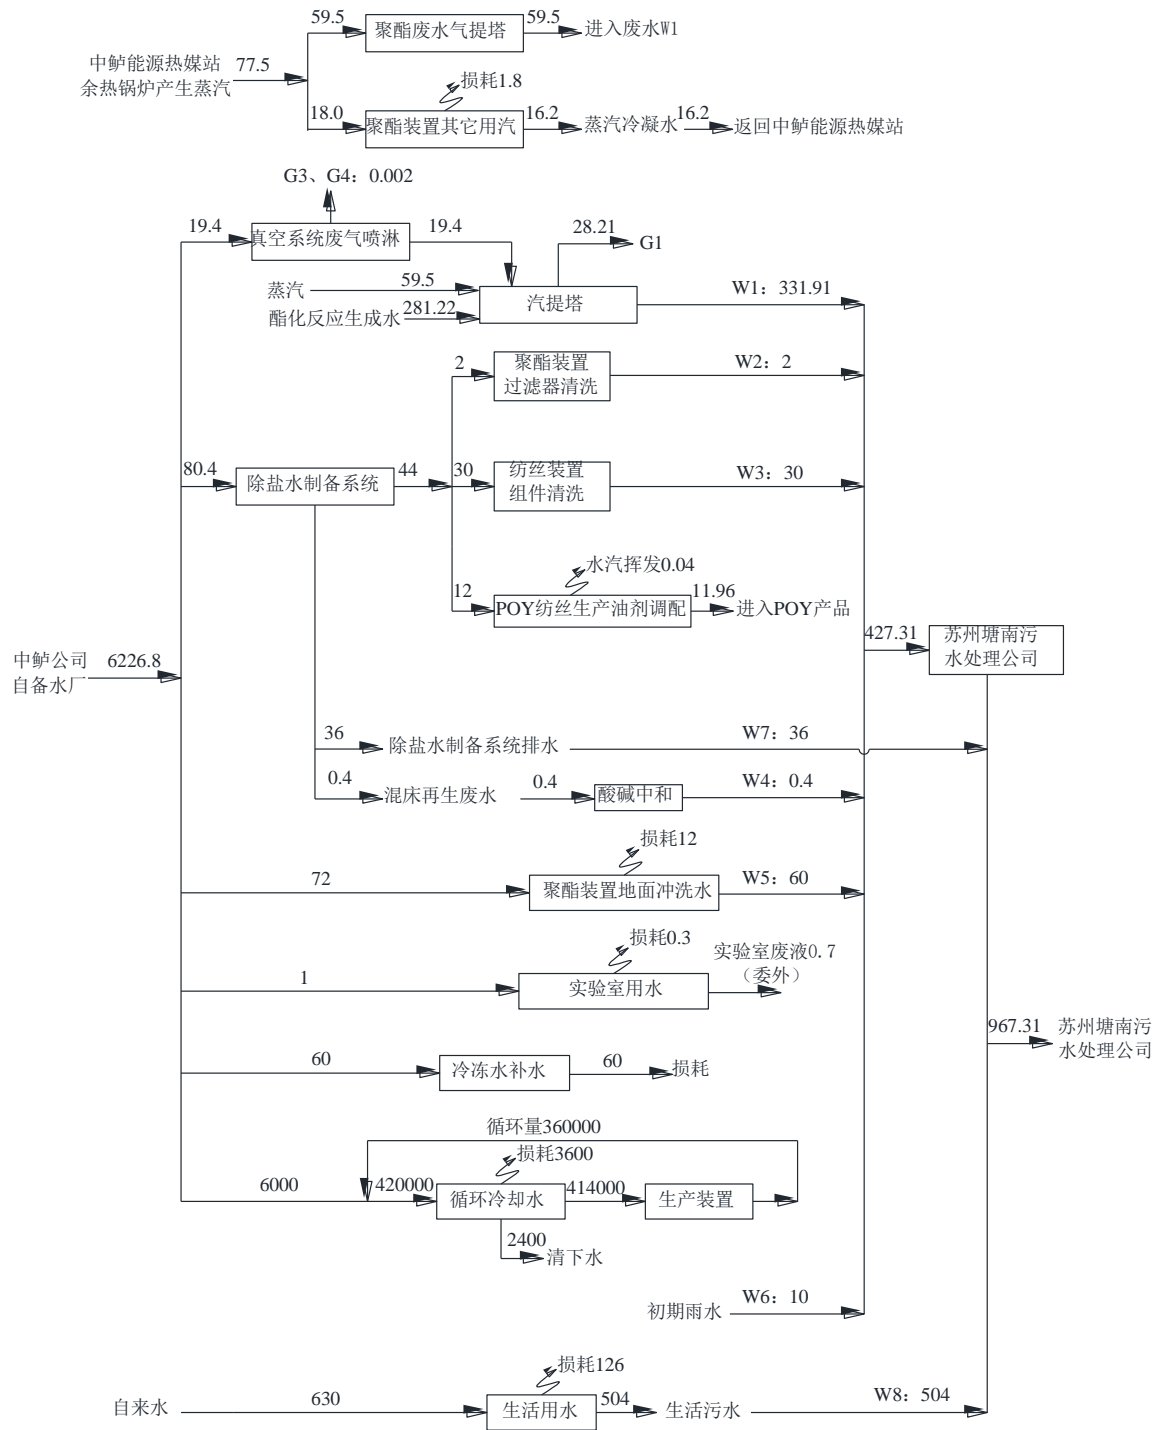 59.5
聚酯废水气提塔
59.5
进入废水W1
中鲈能源热媒站
余热锅炉产生蒸汽
77.5
损耗1.8
18.0
聚酯装置其它用汽
16.2
蒸汽冷凝水
16.2
返回中鲈能源热媒站
G3、G4：0.002
19.4
真空系统废气喷淋
19.4
28.21
G1
蒸汽
59.5
汽提塔
W1：331.91
酯化反应生成水
281.22
2
聚酯装置
过滤器清洗
W2：2
80.4
除盐水制备系统
44
30
纺丝装置
组件清洗
W3：30
水汽挥发0.04
12
POY纺丝生产油剂调配
11.96
进入POY产品
427.31
苏州塘南污
水处理公司
中鲈公司
自备水厂
6226.8
36
除盐水制备系统排水
W7：36
0.4
混床再生废水
0.4
酸碱中和
W4：0.4
损耗12
72
聚酯装置地面冲洗水
W5：60
损耗0.3
实验室废液0.7
（委外）
1
实验室用水
967.31
苏州塘南污
水处理公司
60
冷冻水补水
60
损耗
循环量360000
损耗3600
6000
420000
循环冷却水
414000
生产装置
2400
清下水
初期雨水
W6：10
损耗126
自来水
630
生活用水
504
生活污水
W8：504